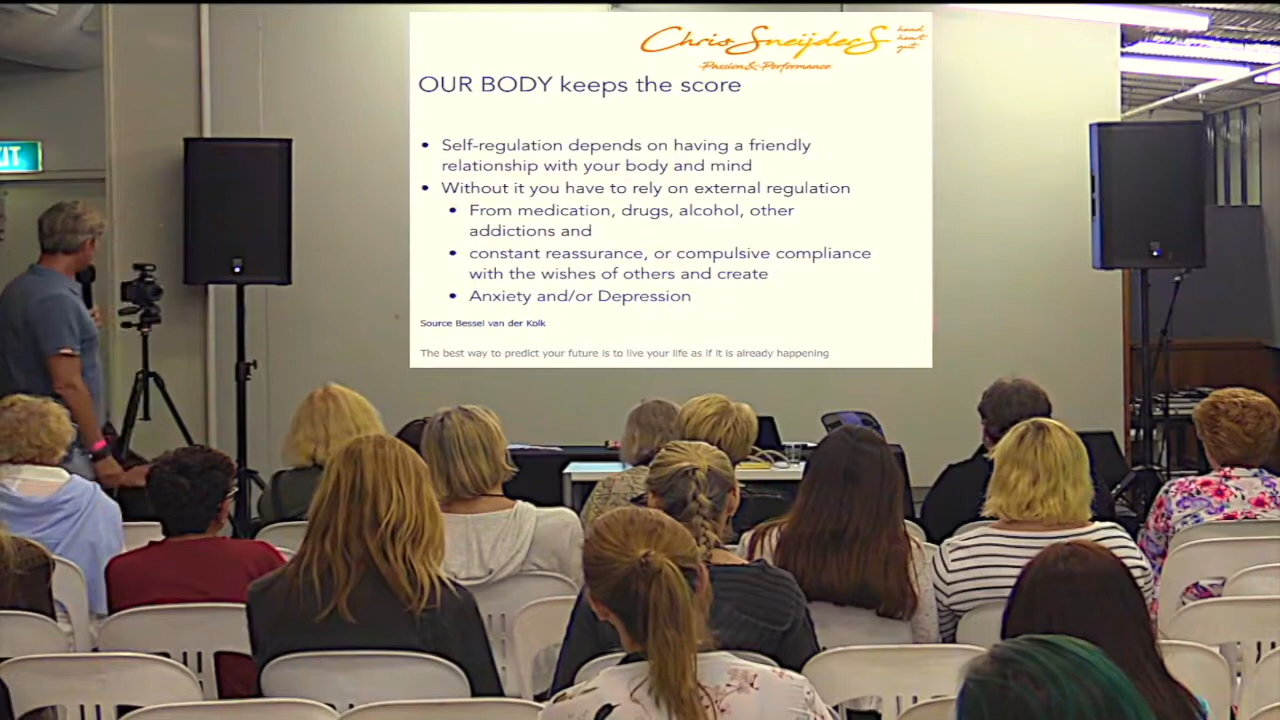 Chris SneijderS
head
heart
gut
Passion & Performance
OUR BODY keeps the score
• Self-regulation depends on having a friendly
relationship with your body and mind
• Without it you have to rely on external regulation
• From medication, drugs, alcohol, other
addictions and
• constant reassurance, or compulsive compliance
with the wishes of others and create
• Anxiety and/or Depression
Source Bessel van der Kolk
The best way to predict your future is to live your life as if it is already happening